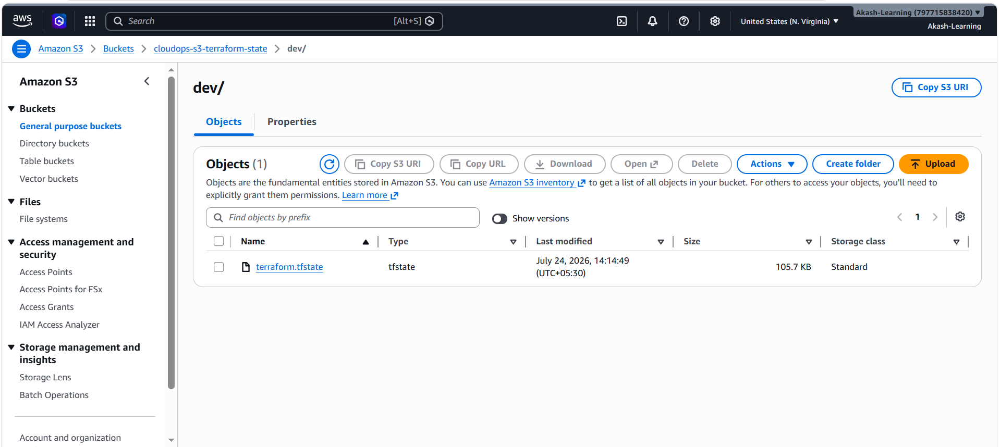 aws
Search
[Alt+S]
United States (N. Virginia)
Akash-Learning (797715838420)
Akash-Learning
Amazon S3
Buckets
cloudops-s3-terraform-state
dev/
Amazon S3
Buckets
General purpose buckets
Directory buckets
Table buckets
Vector buckets
Files
File systems
Access management and
security
Access Points
Access Points for FSx
Access Grants
IAM Access Analyzer
Storage management and
insights
Storage Lens
Batch Operations
Account and organization
dev/
Copy S3 URI
Objects
Properties
Objects (1)
Copy S3 URI
Copy URL
Download
Open
Delete
Actions
Create folder
Upload
Objects are the fundamental entities stored in Amazon S3. You can use Amazon S3 inventory to get a list of all objects in your bucket. For others to access your objects, you'll need to
explicitly grant them permissions. Learn more
Find objects by prefix
Show versions
1
Name
Type
Last modified
Size
Storage class
terraform.tfstate
tfstate
July 24, 2026, 14:14:49
(UTC+05:30)
105.7 KB
Standard